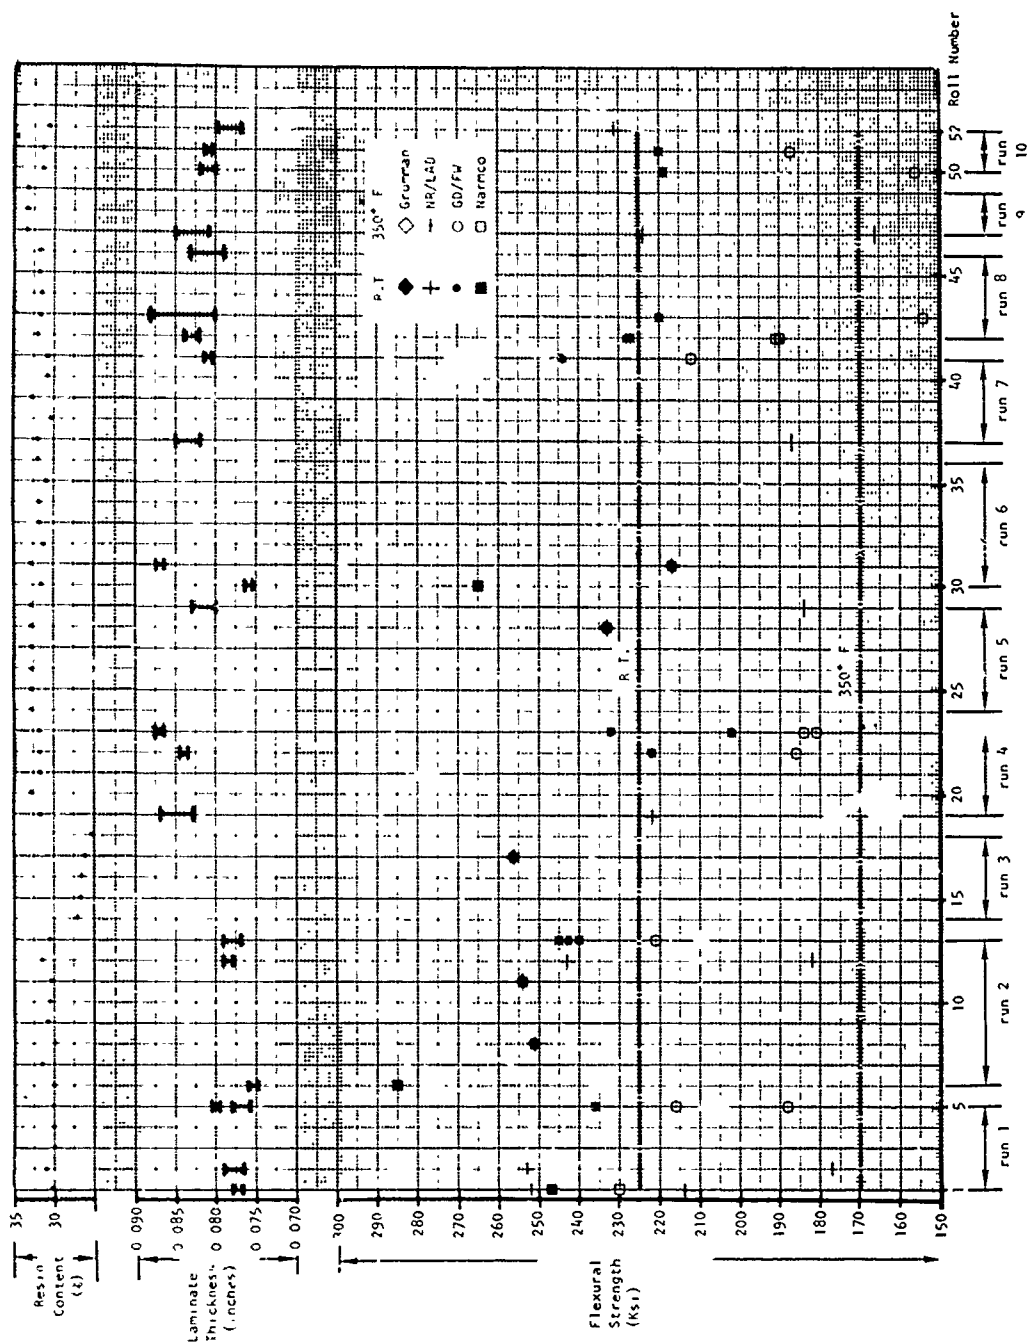 Resin
Content
(%)
35
30
Laminate
Thickness
(inches)
0 090
0 085
0 080
0 075
0 070
Flexural
Strength
(Ksi)
300
290
280
270
260
250
240
230
220
210
200
190
180
170
160
150
R.T
350° F
Grumman
NR/LAD
GD/FW
Narmco
R T.
350° F
5
10
15
20
25
30
35
40
45
50
52
Roll Number
run 1
run 2
run 3
run 4
run 5
run 6
run 7
run 8
run 9
run 10